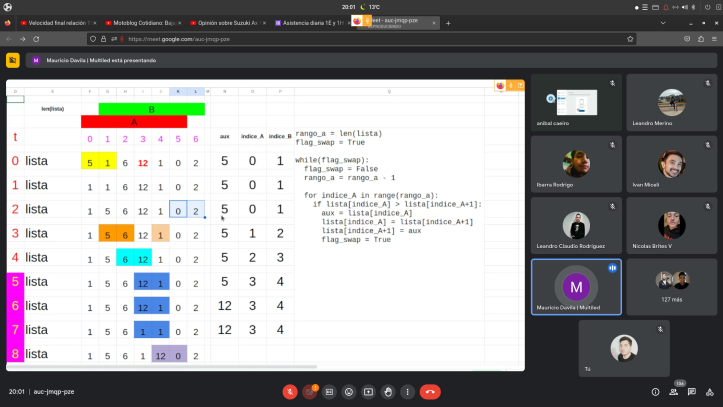 20:01 13°C
Velocidad final relación
Motoblog Cotidiano: Baja
Opinión sobre Suzuki Ax
Asistencia diaria 1E y 1
Meet - auc-jmqp-pze
https://meet.google.com/auc-jmqp-pze
M Mauricio Davila | Multiled está presentando
D E F G H I J K L M N O P Q
len(lista) B
A
t 0 1 2 3 4 5 6 aux indice_A indice_B
0 lista 5 1 6 12 1 0 2 5 0 1
1 lista 1 1 6 12 1 0 2 5 0 1
2 lista 1 5 6 12 1 0 2 5 0 1
3 lista 1 5 6 12 1 0 2 5 1 2
4 lista 1 5 6 12 1 0 2 5 2 3
5 lista 1 5 6 12 1 0 2 5 3 4
6 lista 1 5 6 12 1 0 2 12 3 4
7 lista 1 5 6 1 1 0 2 12 3 4
8 lista 1 5 6 1 12 0 2
rango_a = len(lista)
flag_swap = True
while(flag_swap):
flag_swap = False
rango_a = rango_a - 1
for indice_A in range(rango_a):
if lista[indice_A] > lista[indice_A+1]:
aux = lista[indice_A]
lista[indice_A] = lista[indice_A+1]
lista[indice_A+1] = aux
flag_swap = True
anibal caeiro
Leandro Merino
Ibarra Rodrigo
Ivan Miceli
Leandro Claudio Rodriguez
Nicolas Brites V
M
Mauricio Davila | Multiled
127 más
Tú
20:01 auc-jmqp-pze